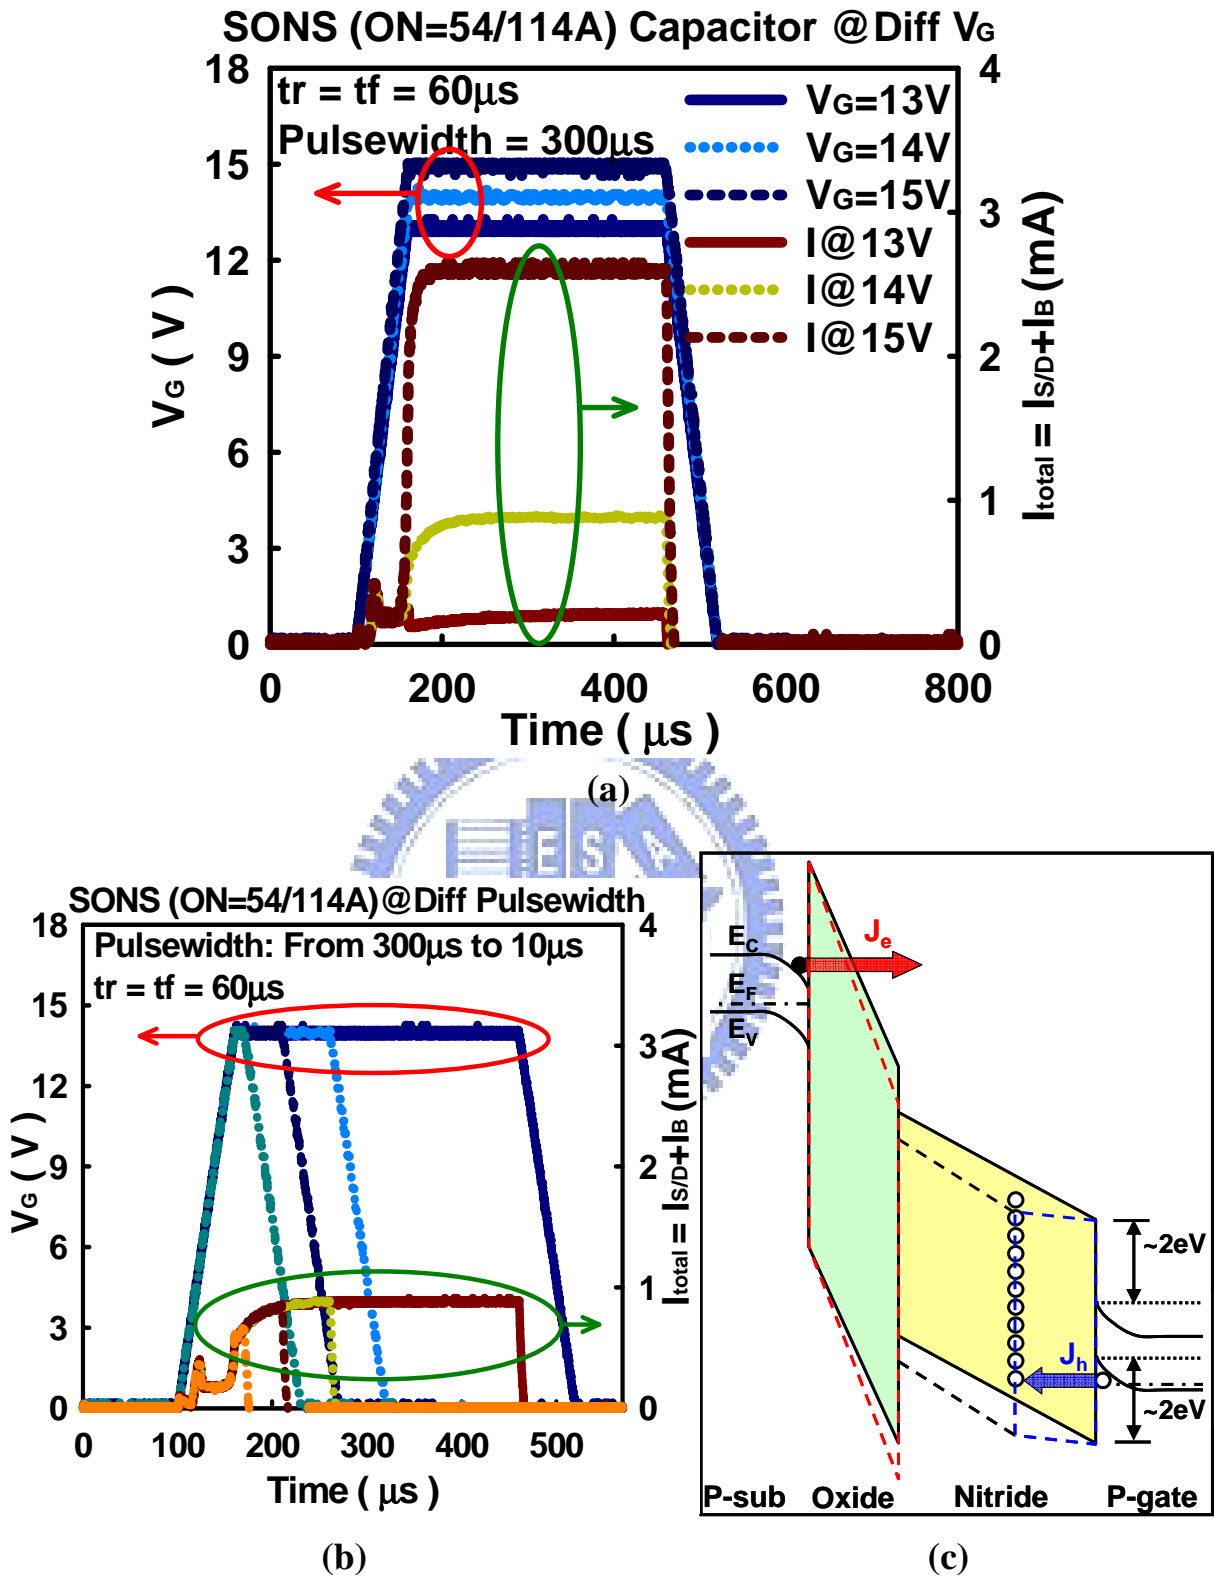 SONS (ON=54/114A) Capacitor @Diff VG
tr = tf = 60μs
Pulsewidth = 300μs
VG=13V
VG=14V
VG=15V
I@13V
I@14V
I@15V
18
15
12
9
6
3
0
VG ( V )
4
3
2
1
0
Itotal = IS/D+IB (mA)
0 200 400 600 800
Time ( μs )
(a)
ESA
SONS (ON=54/114A)@Diff Pulsewidth
Pulsewidth: From 300μs to 10μs
tr = tf = 60μs
18
15
12
9
6
3
0
VG ( V )
4
3
2
1
0
Itotal = IS/D+IB (mA)
0 100 200 300 400 500
Time ( μs )
(b)
EC
EF
EV
Je
Jh
~2eV
~2eV
P-sub Oxide Nitride P-gate
(c)